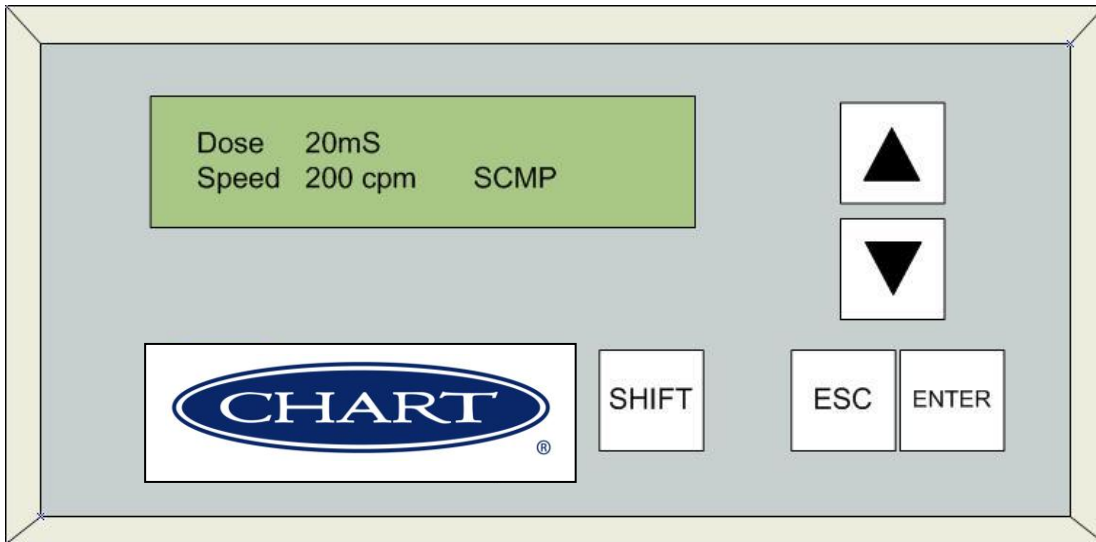 Dose 20mS
Speed 200 cpm SCMP
CHART
®
SHIFT
ESC
ENTER